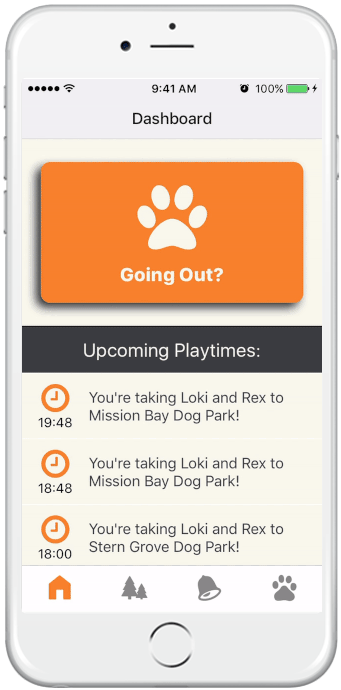 9:41 AM
100%
Dashboard
Going Out?
Upcoming Playtimes:
You're taking Loki and Rex to
Mission Bay Dog Park!
19:48
You're taking Loki and Rex to
Mission Bay Dog Park!
18:48
You're taking Loki and Rex to
Stern Grove Dog Park!
18:00